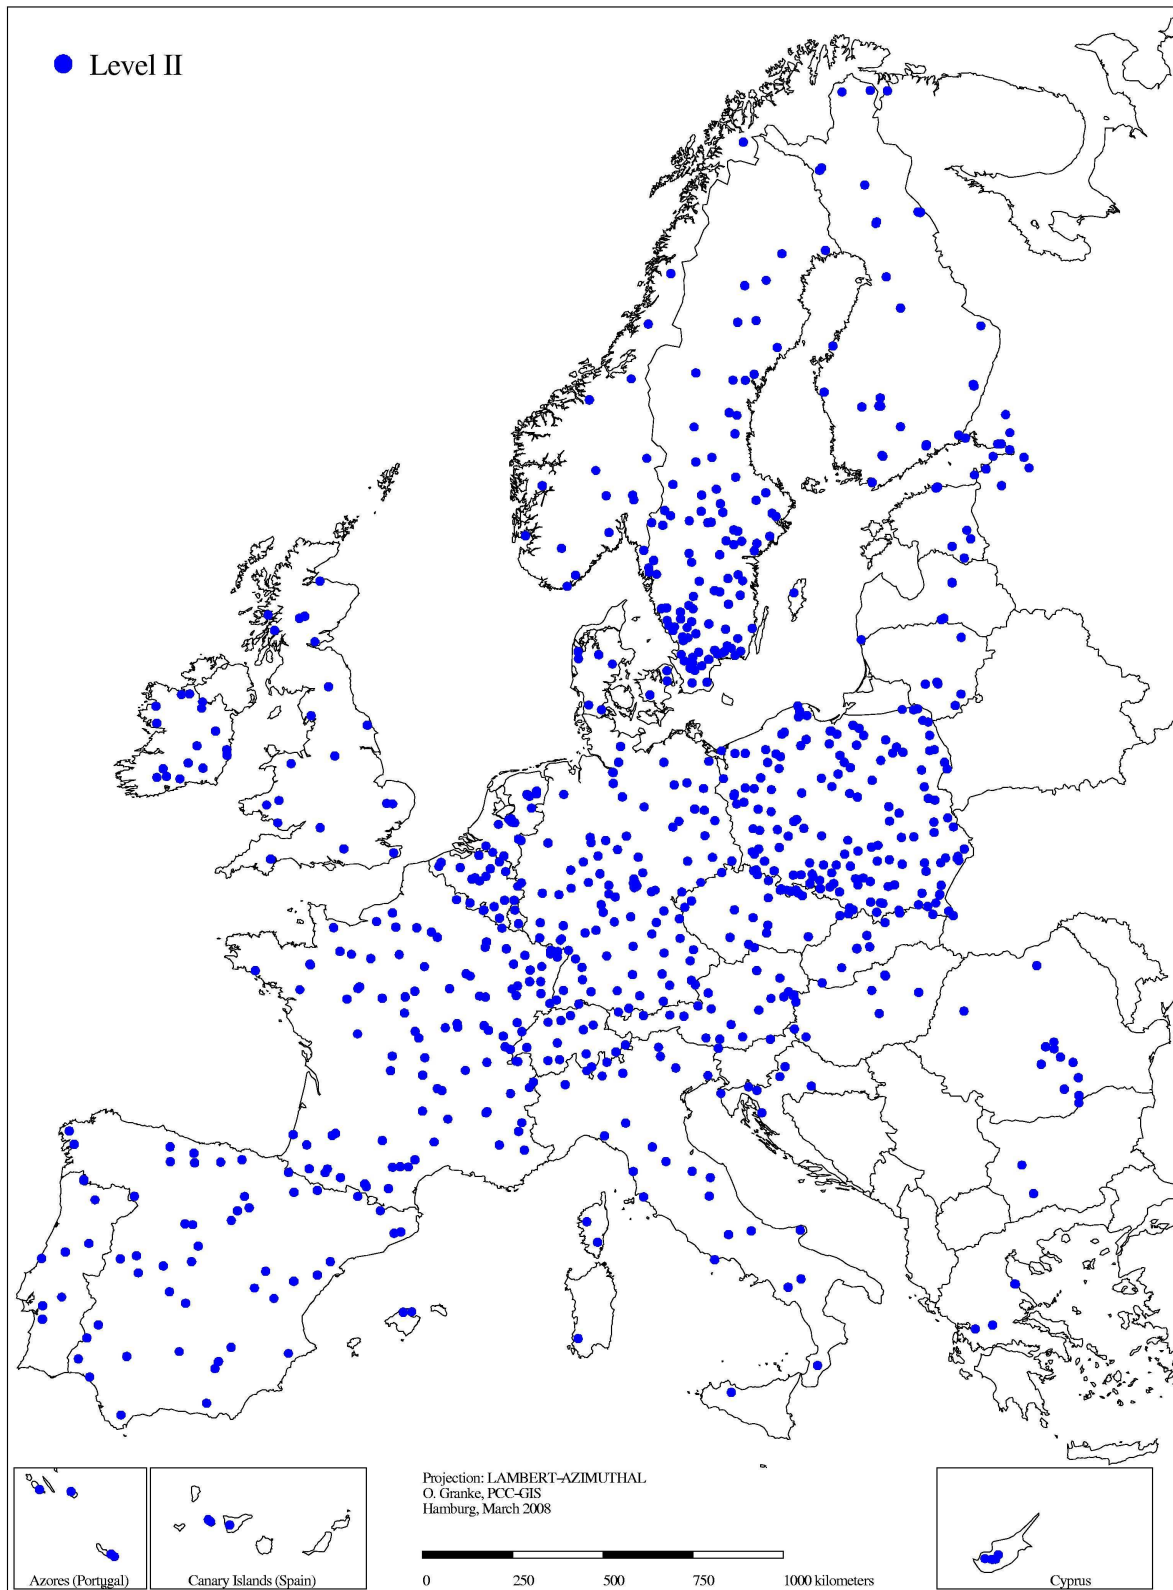 Level II
Projection: LAMBERT-AZIMUTHAL
O. Granke, PCC-GIS
Hamburg, March 2008
0 250 500 750 1000 kilometers
Azores (Portugal)
Canary Islands (Spain)
Cyprus